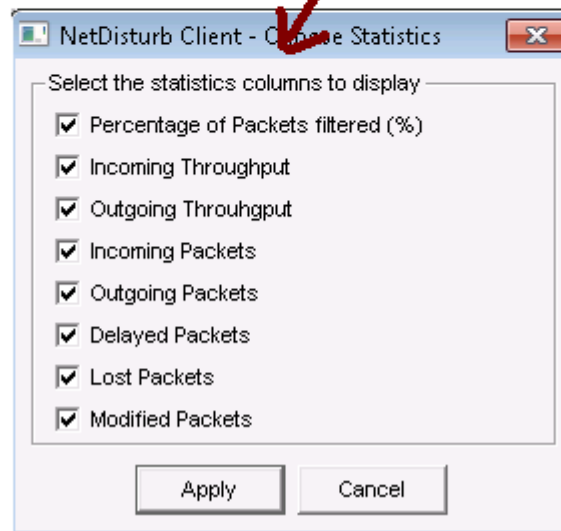 NetDisturb Client - Choose Statistics
Select the statistics columns to display
Percentage of Packets filtered (%)
Incoming Throughput
Outgoing Throuhgput
Incoming Packets
Outgoing Packets
Delayed Packets
Lost Packets
Modified Packets
Apply
Cancel